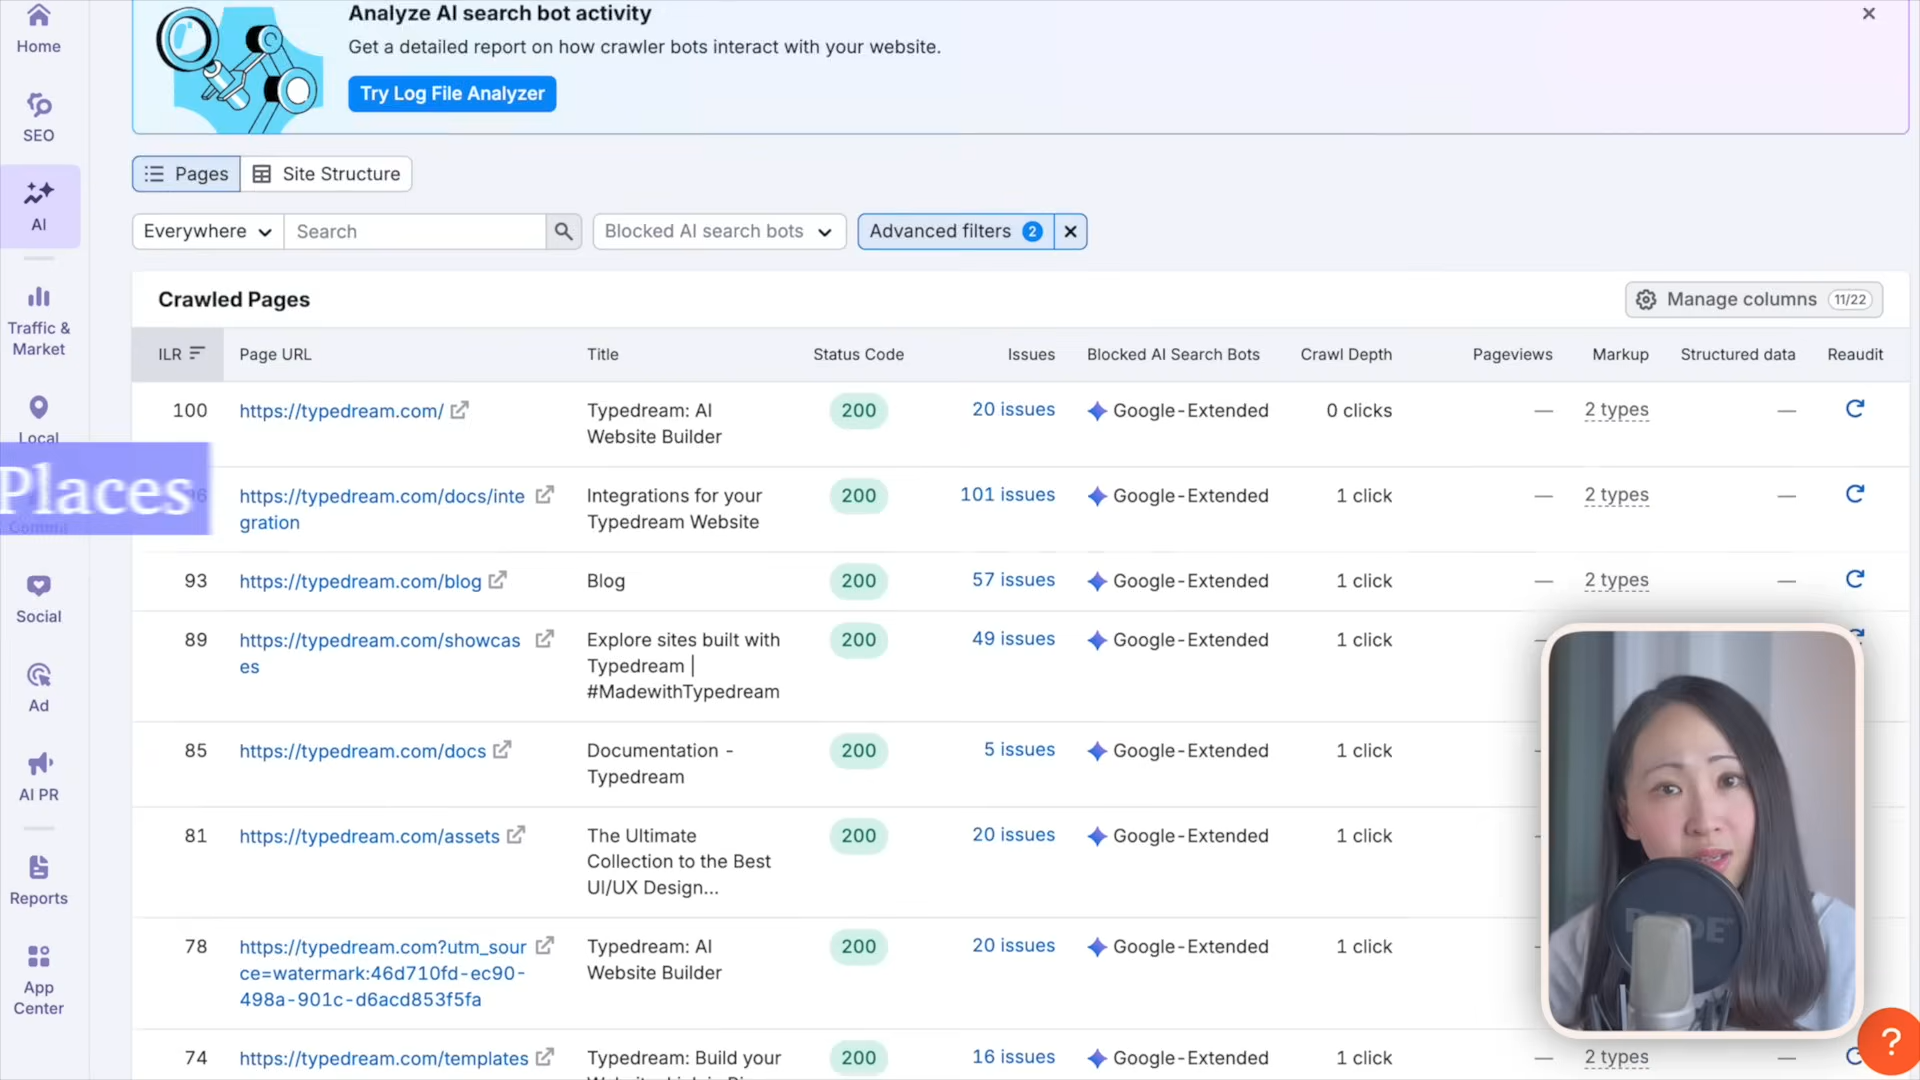 Home
SEO
AI
Traffic &
Market
Local
Social
Ad
AI PR
Reports
App
Center
Places
Analyze AI search bot activity
Get a detailed report on how crawler bots interact with your website.
Try Log File Analyzer
Pages
Site Structure
Everywhere
Search
Blocked AI search bots
Advanced filters 2
Crawled Pages
Manage columns 11/22
ILR Page URL Title Status Code Issues Blocked AI Search Bots Crawl Depth Pageviews Markup Structured data Reaudit
100 https://typedream.com/ Typedream: AI 200 20 issues Google-Extended 0 clicks — 2 types —
Website Builder
https://typedream.com/docs/inte Integrations for your 200 101 issues Google-Extended 1 click — 2 types —
gration Typedream Website
93 https://typedream.com/blog Blog 200 57 issues Google-Extended 1 click — 2 types —
89 https://typedream.com/showcas Explore sites built with 200 49 issues Google-Extended 1 click
es Typedream |
#MadewithTypedream
85 https://typedream.com/docs Documentation - 200 5 issues Google-Extended 1 click
Typedream
81 https://typedream.com/assets The Ultimate 200 20 issues Google-Extended 1 click
Collection to the Best
UI/UX Design...
78 https://typedream.com?utm_sour Typedream: AI 200 20 issues Google-Extended 1 click
ce=watermark:46d710fd-ec90- Website Builder
498a-901c-d6acd853f5fa
74 https://typedream.com/templates Typedream: Build your 200 16 issues Google-Extended 1 click — 2 types —
?